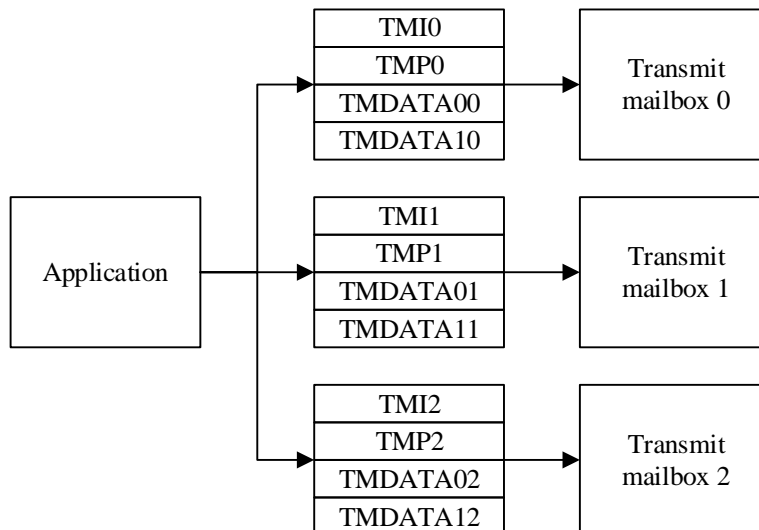 TMI0
TMP0
TMDATA00
TMDATA10
Transmit
mailbox 0
Application
TMI1
TMP1
TMDATA01
TMDATA11
Transmit
mailbox 1
TMI2
TMP2
TMDATA02
TMDATA12
Transmit
mailbox 2